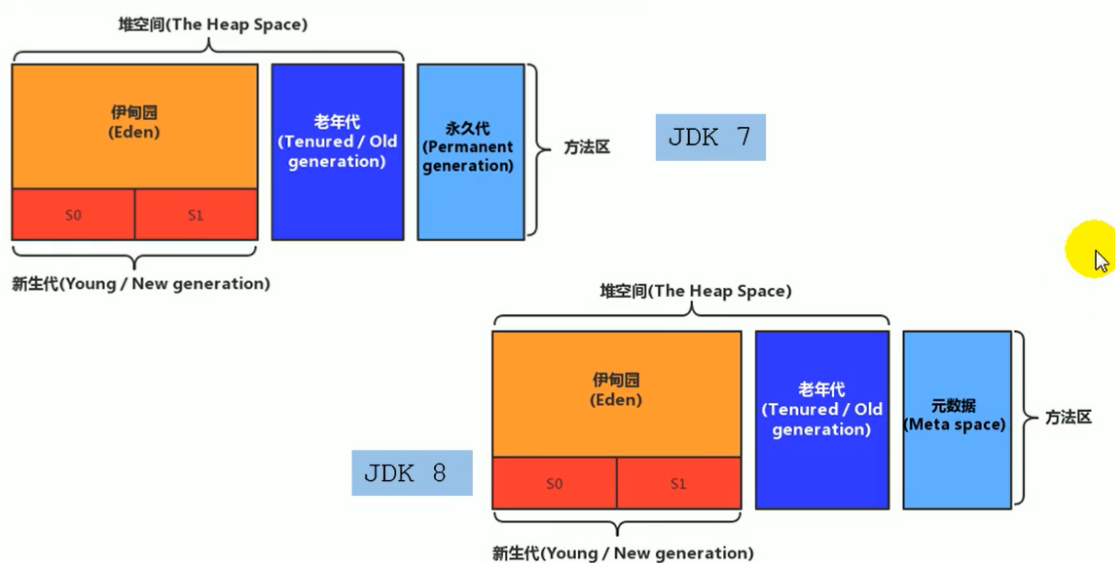 堆空间(The Heap Space)
伊甸园
(Eden)
S0
S1
老年代
(Tenured / Old
generation)
永久代
(Permanent
generation)
方法区
JDK 7
新生代(Young / New generation)
堆空间(The Heap Space)
伊甸园
(Eden)
S0
S1
老年代
(Tenured / Old
generation)
元数据
(Meta space)
方法区
JDK 8
新生代(Young / New generation)